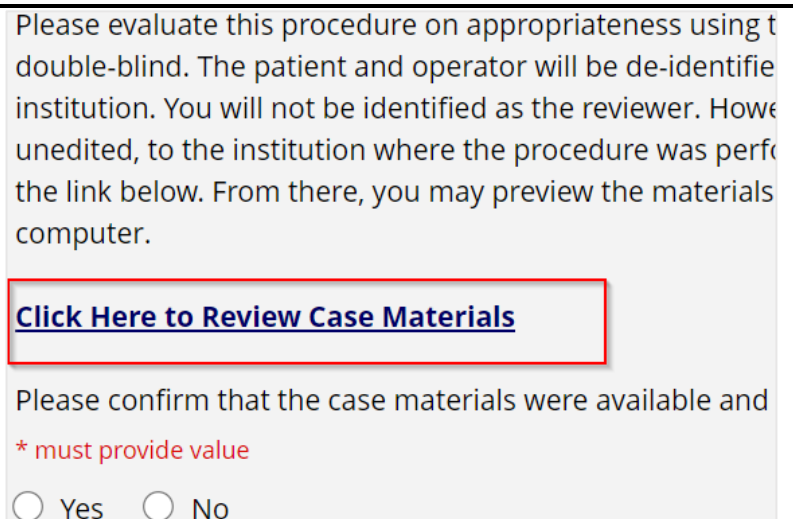 Please evaluate this procedure on appropriateness using t
double-blind. The patient and operator will be de-identifie
institution. You will not be identified as the reviewer. Howe
unedited, to the institution where the procedure was perfo
the link below. From there, you may preview the materials
computer.
Click Here to Review Case Materials
Please confirm that the case materials were available and
* must provide value
Yes No